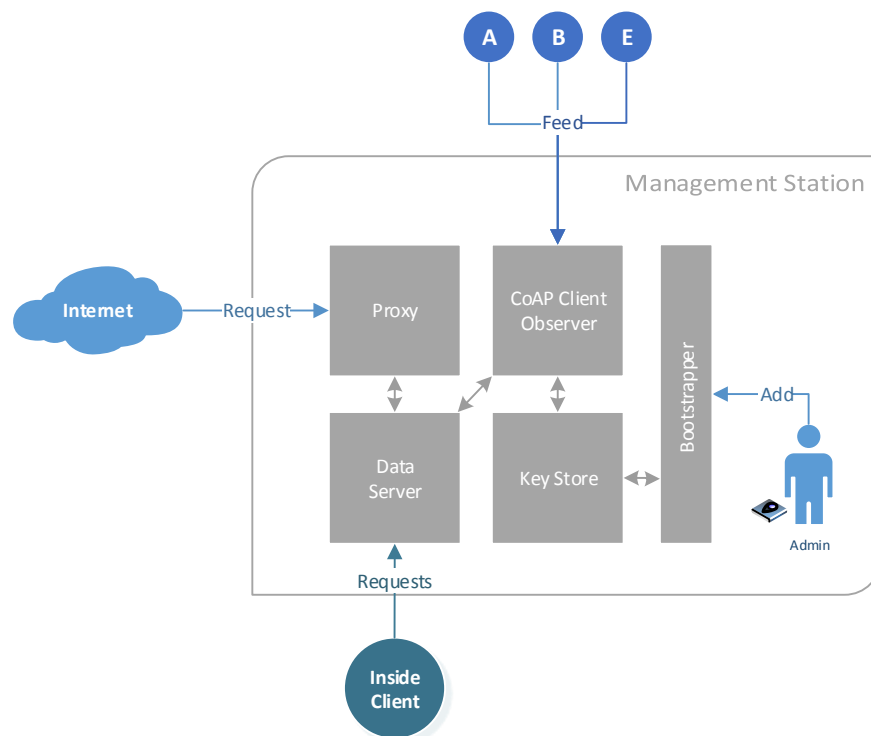 A
B
E
Feed
Management Station
Internet
Request
Proxy
CoAP Client
Observer
Bootstrapper
Add
Data
Server
Key Store
Admin
Requests
Inside
Client